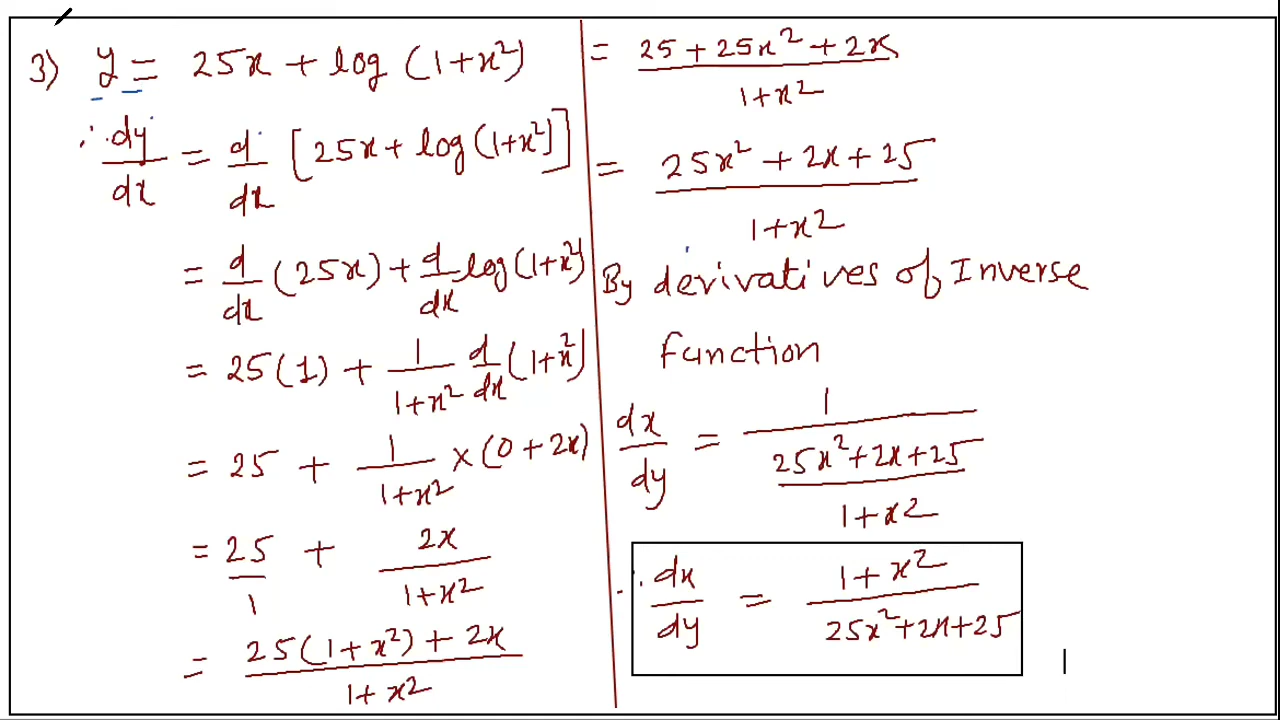 3) y = 25x + log (1+x²)
∴ dy/dx = d/dx [25x + log(1+x²)]
= d/dx (25x) + d/dx log(1+x²)
= 25(1) + 1/(1+x²) d/dx (1+x²)
= 25 + 1/(1+x²) × (0 + 2x)
= 25/1 + 2x/(1+x²)
= (25(1+x²) + 2x)/(1+x²)
= (25 + 25x² + 2x)/(1+x²)
= (25x² + 2x + 25)/(1+x²)
By derivatives of Inverse
function
dx/dy = 1/((25x²+2x+25)/(1+x2))
∴ dx/dy = (1+x²)/(25x²+2x+25)